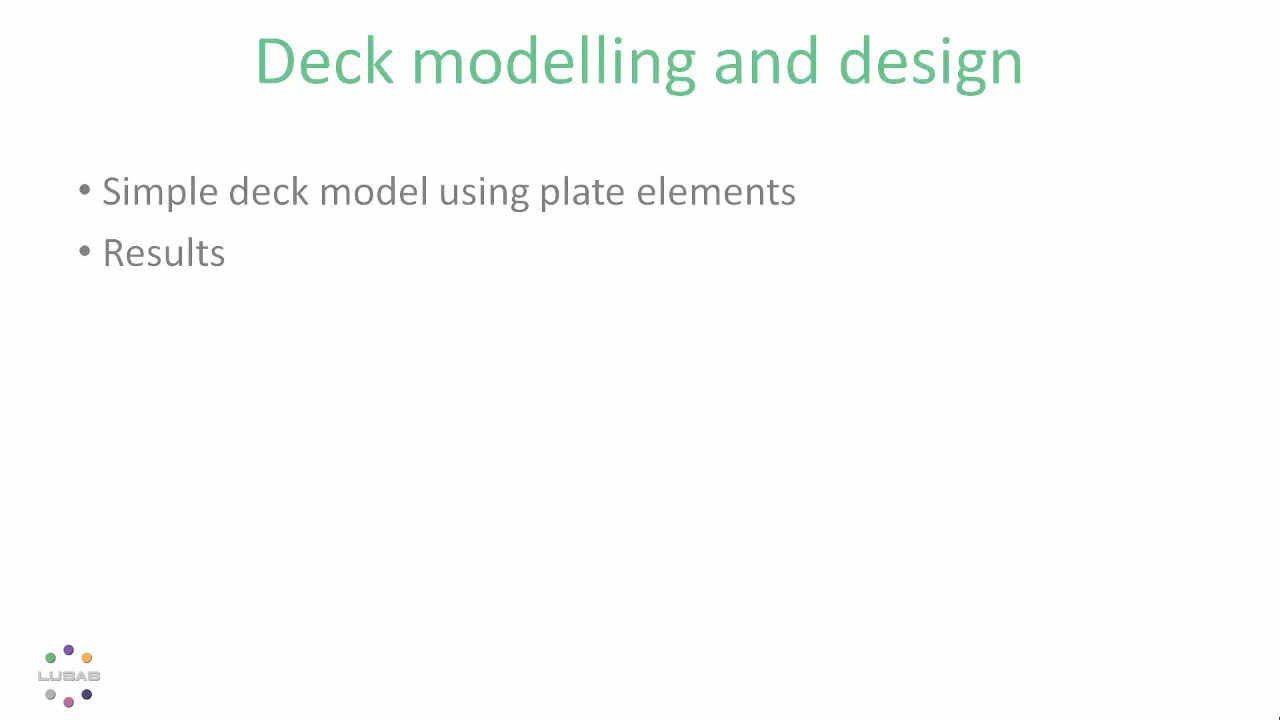 Deck modelling and design
• Simple deck model using plate elements
• Results
LUSAS